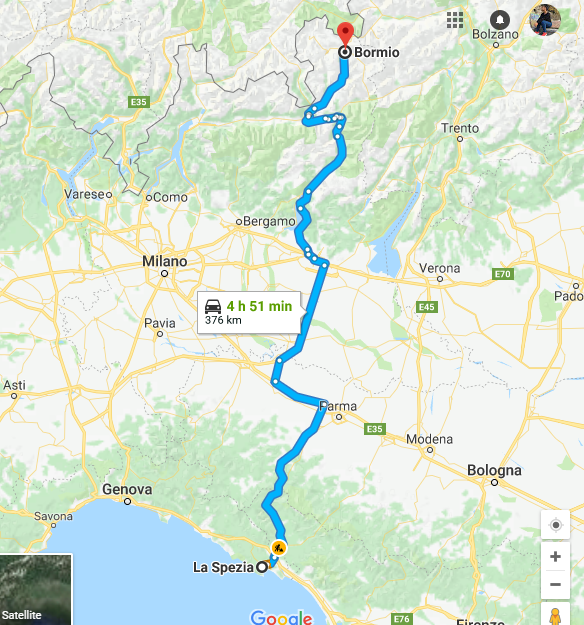 Bolzano
Bormio
E35
Trento
Varese
Como
Bergamo
Milano
Verona
E70
4 h 51 min
376 km
E45
Pado
Pavia
Asti
Parma
E35
Modena
Bologna
Genova
Savona
La Spezia
Satellite
Google
E76
Firenze